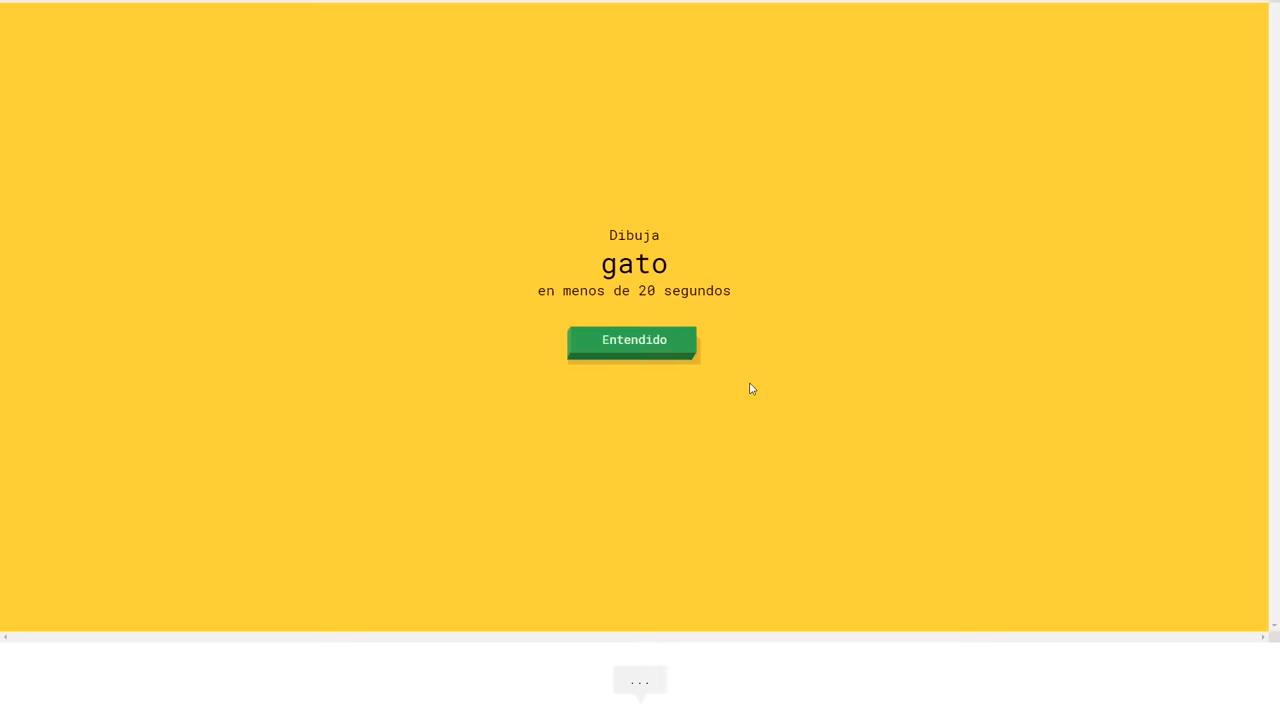 Dibuja
gato
en menos de 20 segundos
Entendido
...